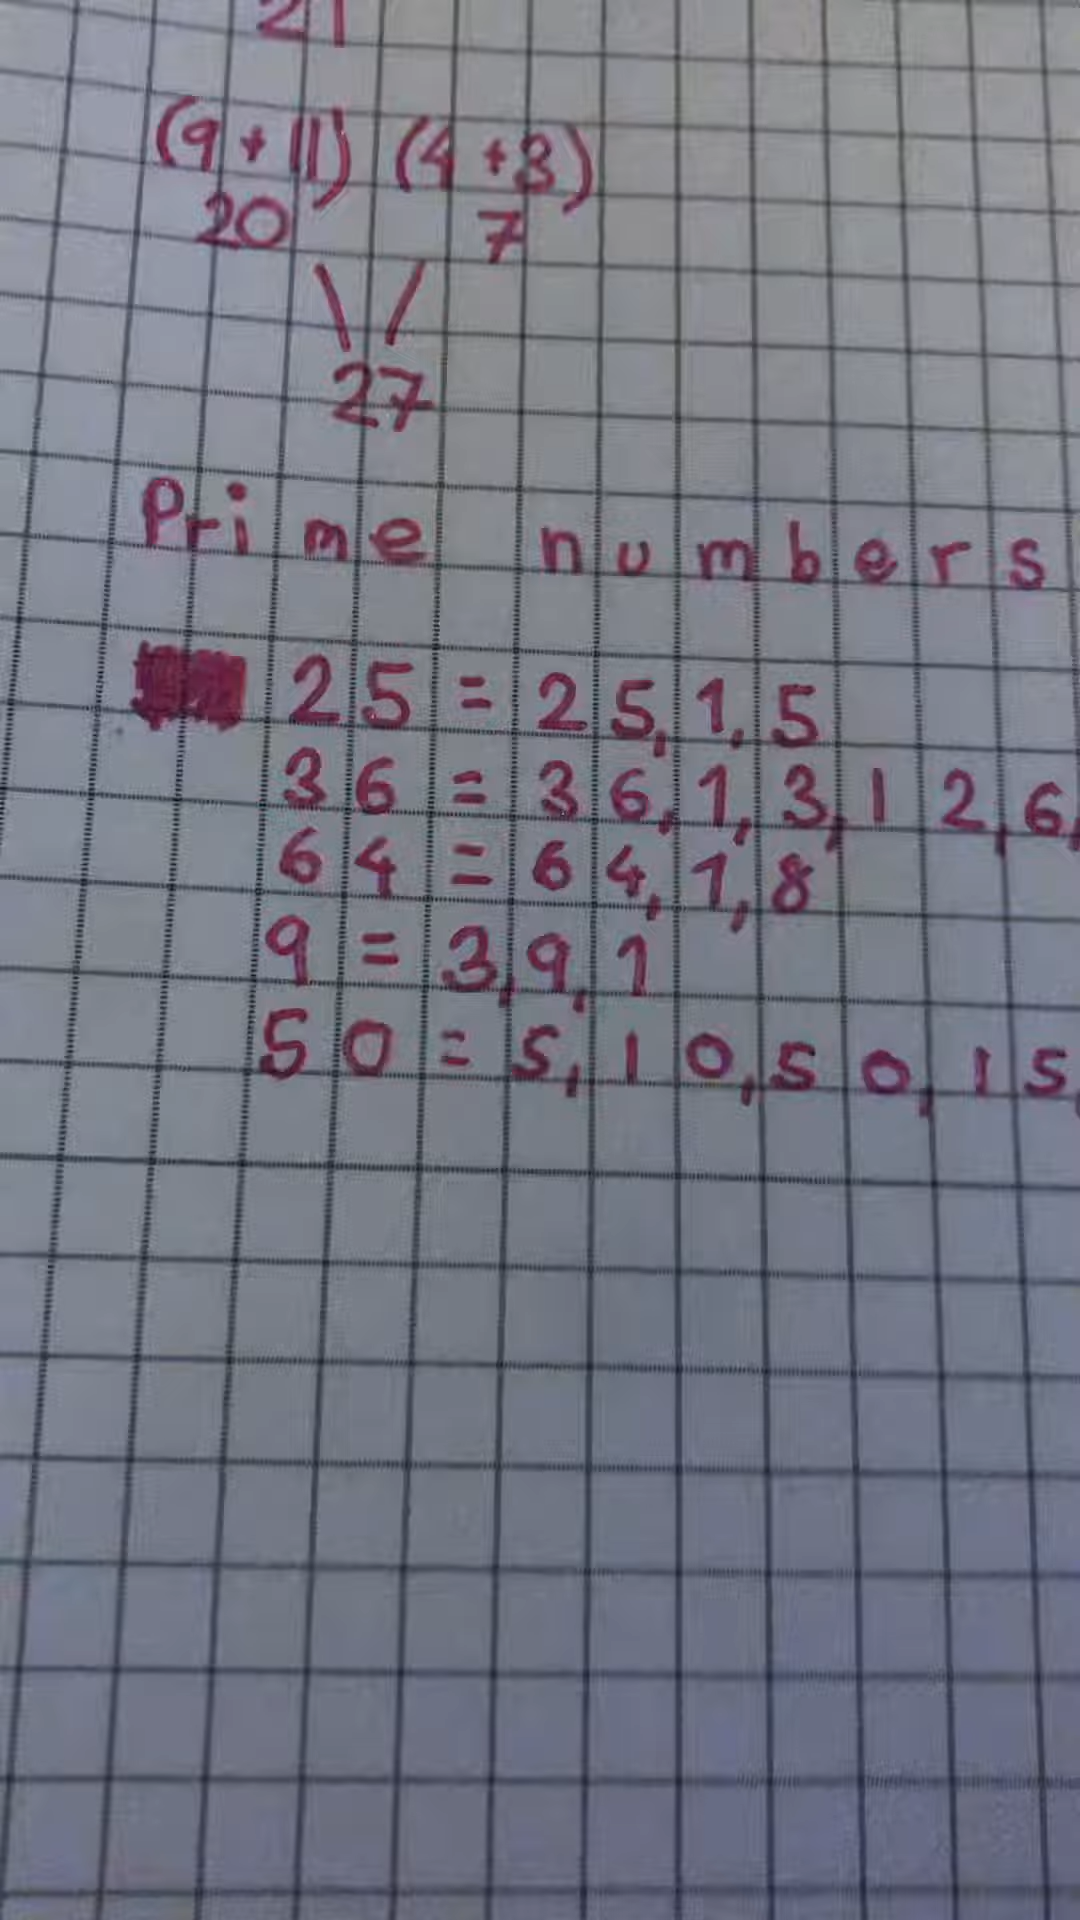 21
(9+11) (4+3)
20 7
27
Prime numbers
25 = 25,1,5
36 = 36,1,3,12,6,
64 = 64,1,8
9 = 3,9,1
50 = 5,10,50,15,